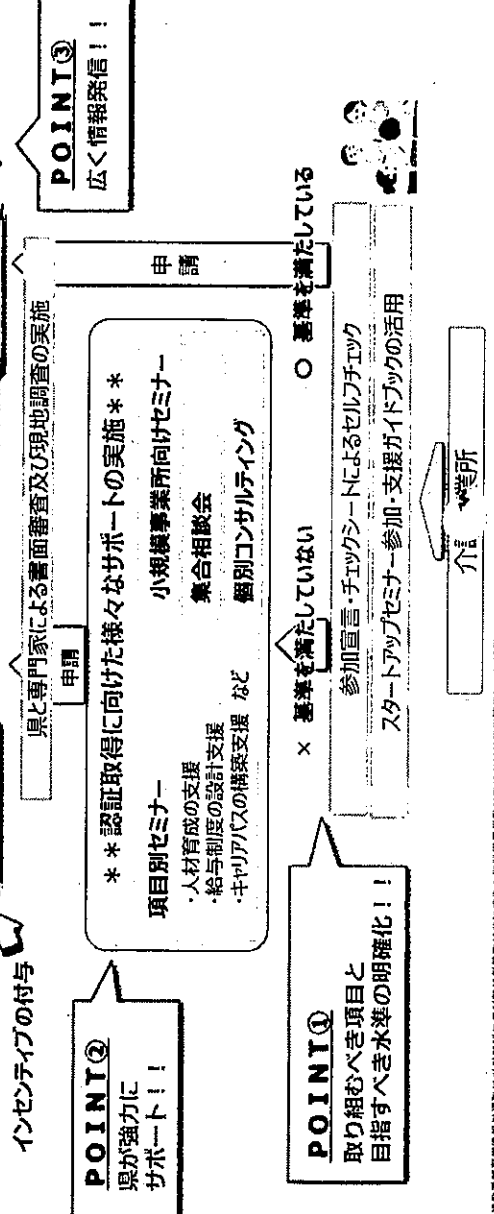 インセンティブの付与
POINT③
広く情報発信！！
県と専門家による書面審査及び現地調査の実施
申請
申請
POINT②
県が強力に
サポート！！
＊＊認証取得に向けた様々なサポートの実施＊＊
項目別セミナー
・人材育成の支援
・給与制度の設計支援
・キャリアパスの構築支援 など
小規模事業所向けセミナー
集合相談会
個別コンサルティング
× 基準を満たしていない
○ 基準を満たしている
POINT①
取り組むべき項目と
目指すべき水準の明確化！！
参加宣言・チェックシートによるセルフチェック
スタートアップセミナー参加・支援ガイドブックの活用
業所